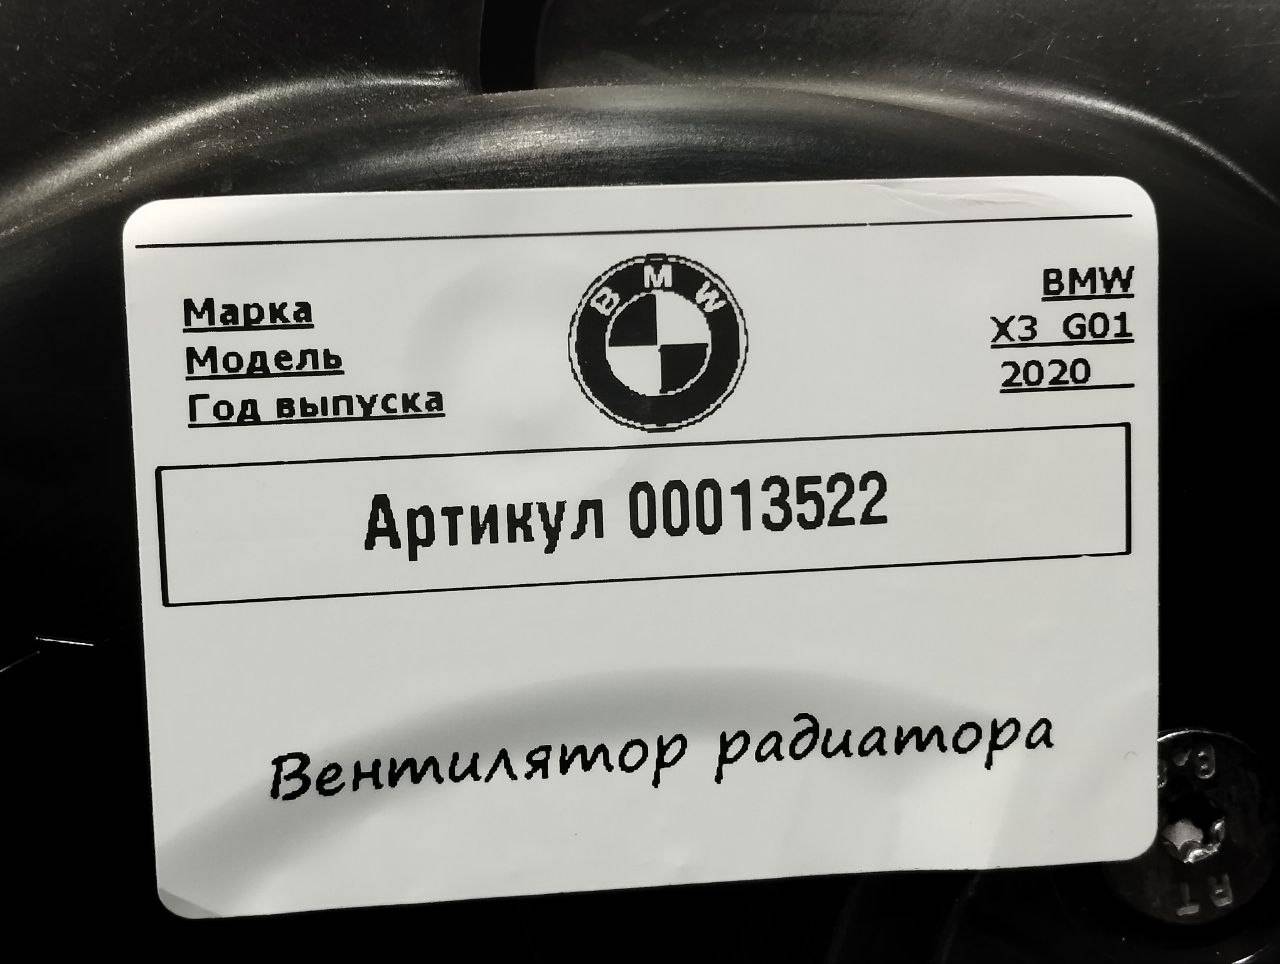 Марка
BMW
Модель
X3 G01
Год выпуска
2020
BMW
Артикул 00013522
Вентилятор радиатора